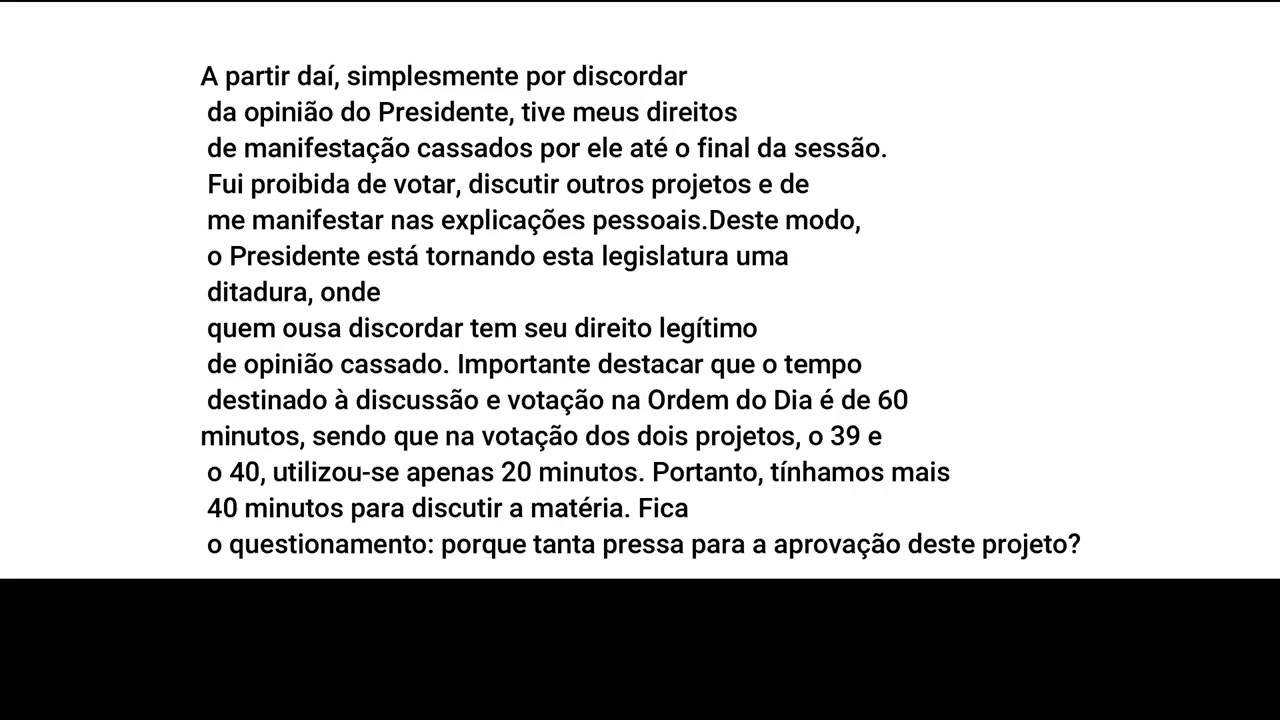 A partir daí, simplesmente por discordar
da opinião do Presidente, tive meus direitos
de manifestação cassados por ele até o final da sessão.
Fui proibida de votar, discutir outros projetos e de
me manifestar nas explicações pessoais.Deste modo,
o Presidente está tornando esta legislatura uma
ditadura, onde
quem ousa discordar tem seu direito legítimo
de opinião cassado. Importante destacar que o tempo
destinado à discussão e votação na Ordem do Dia é de 60
minutos, sendo que na votação dos dois projetos, o 39 e
o 40, utilizou-se apenas 20 minutos. Portanto, tínhamos mais
40 minutos para discutir a matéria. Fica
o questionamento: porque tanta pressa para a aprovação deste projeto?